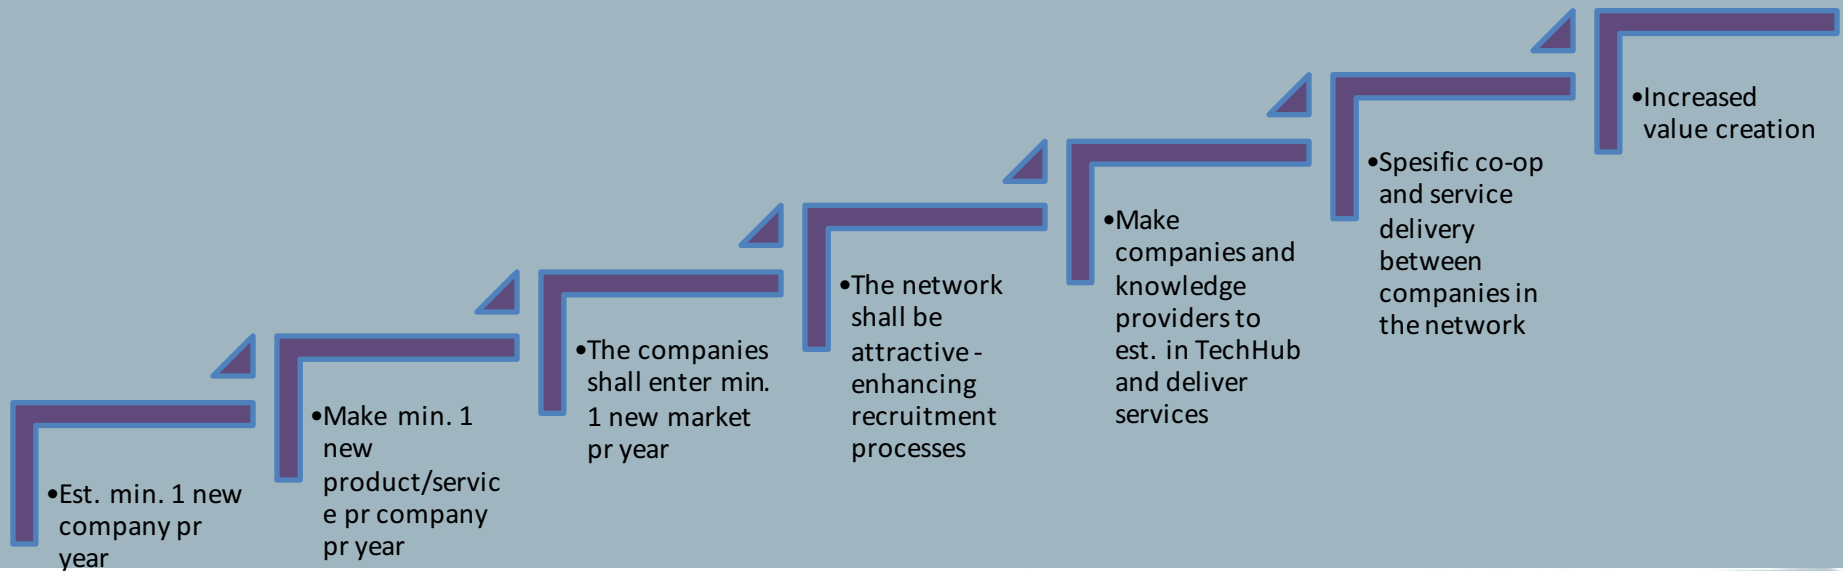 •Est. min. 1 new
company pr
year
•Make min. 1
new
product/servic
e pr company
pr year
•The companies
shall enter min.
1 new market
pr year
•The network
shall be
attractive -
enhancing
recruitment
processes
•Make
companies and
knowledge
providers to
est. in TechHub
and deliver
services
•Spesific co-op
and service
delivery
between
companies in
the network
•Increased
value creation